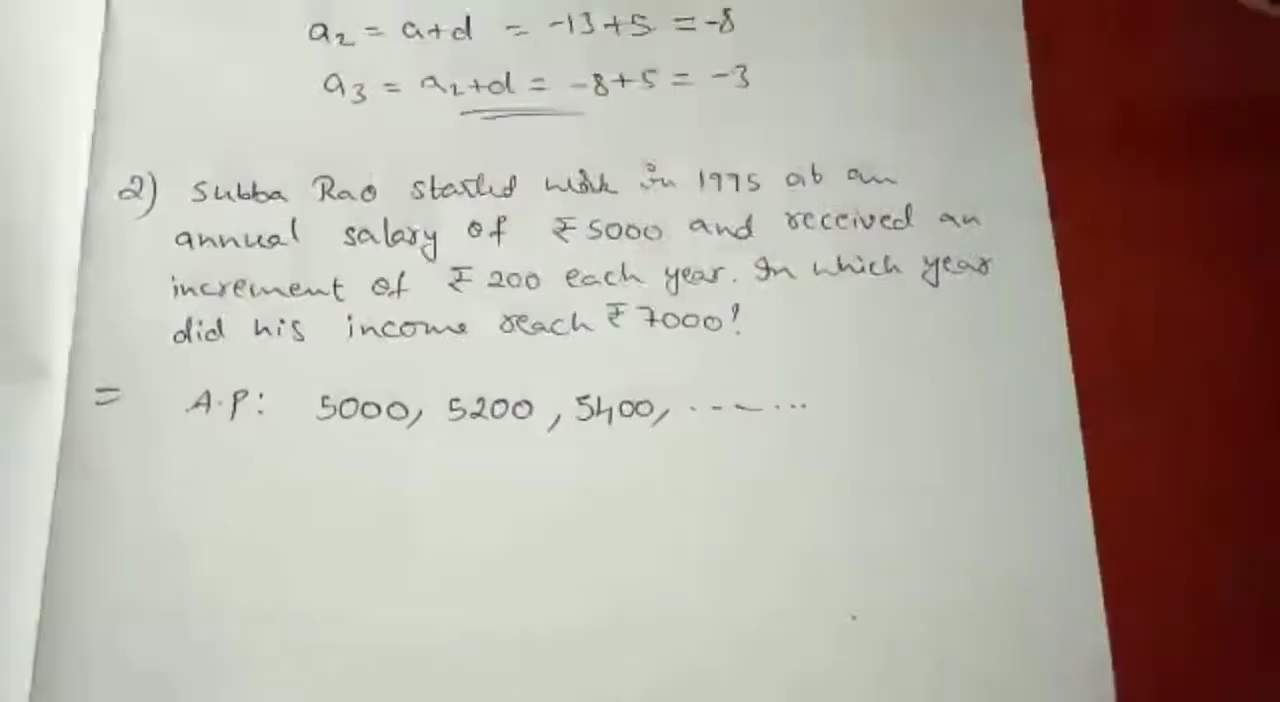 a2 = a+d = -13+5 = -8
a3 = a2+d = -8+5 = -3
2) Subba Rao started work in 1975 at an
annual salary of ₹5000 and received an
increment of ₹ 200 each year. In which year
did his income reach ₹7000?
= A.P: 5000, 5200, 5400, -------